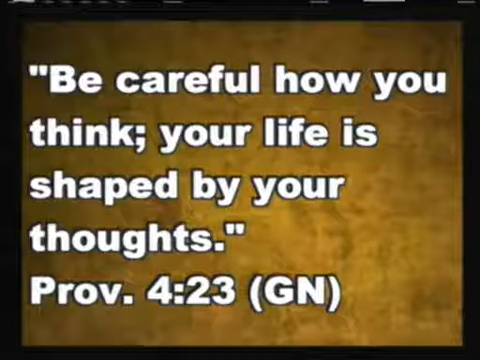 "Be careful how you
think; your life is
shaped by your
thoughts."
Prov. 4:23 (GN)